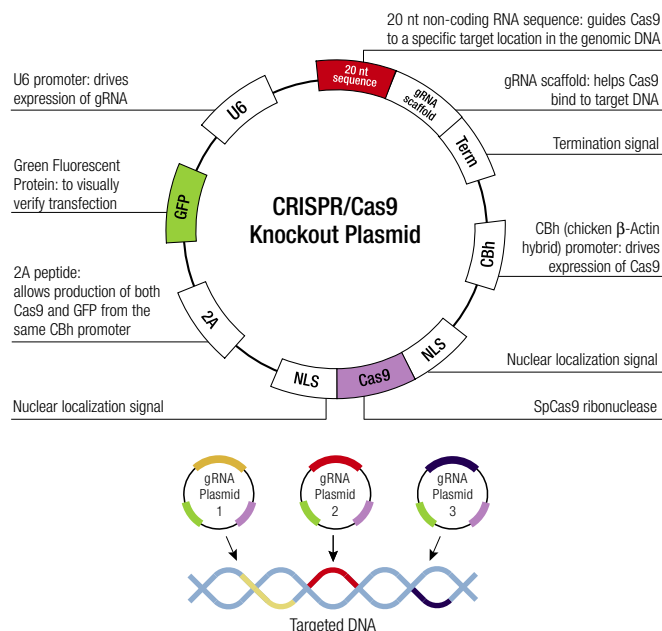 20 nt non-coding RNA sequence: guides Cas9
to a specific target location in the genomic DNA
U6 promoter: drives
expression of gRNA
20 nt
sequence
gRNA
scaffold
gRNA scaffold: helps Cas9
bind to target DNA
U6
Term
Termination signal
Green Fluorescent
Protein: to visually
verify transfection
GFP
CRISPR/Cas9
Knockout Plasmid
CBh
CBh (chicken β-Actin
hybrid) promoter: drives
expression of Cas9
2A peptide:
allows production of both
Cas9 and GFP from the
same CBh promoter
2A
NLS
Cas9
NLS
Nuclear localization signal
Nuclear localization signal
SpCas9 ribonuclease
gRNA
Plasmid
1
gRNA
Plasmid
2
gRNA
Plasmid
3
Targeted DNA